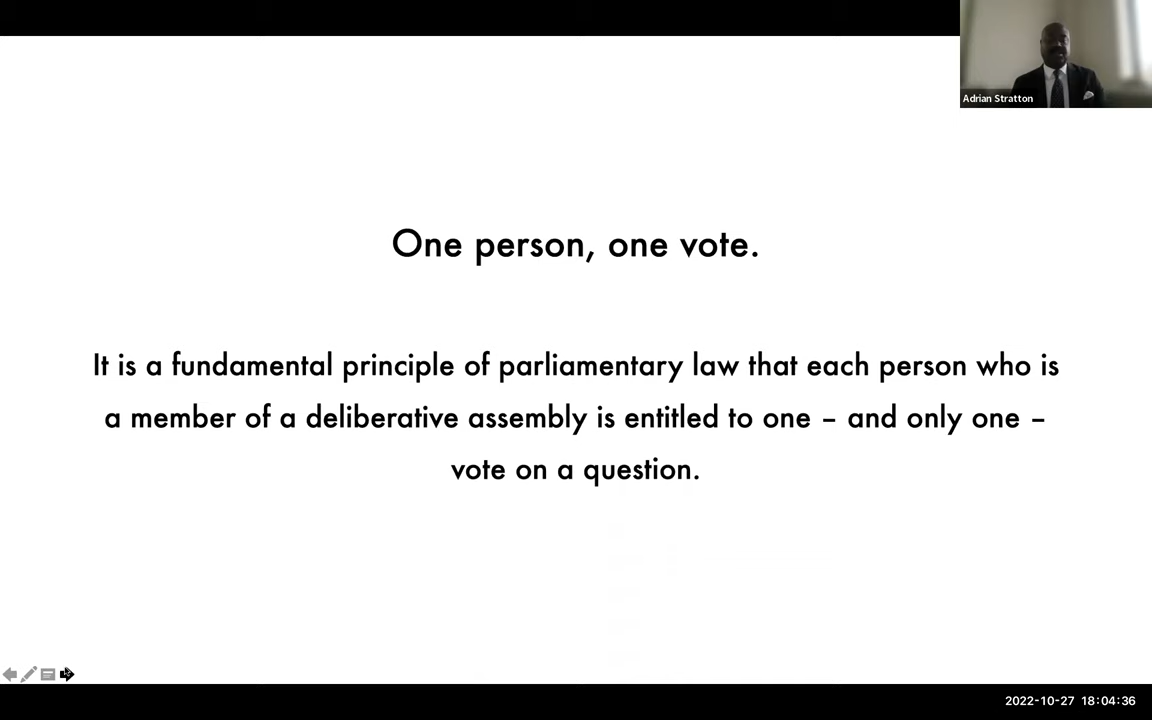 Adrian Stratton
One person, one vote.
It is a fundamental principle of parliamentary law that each person who is
a member of a deliberative assembly is entitled to one – and only one –
vote on a question.
2022-10-27 18:04:36